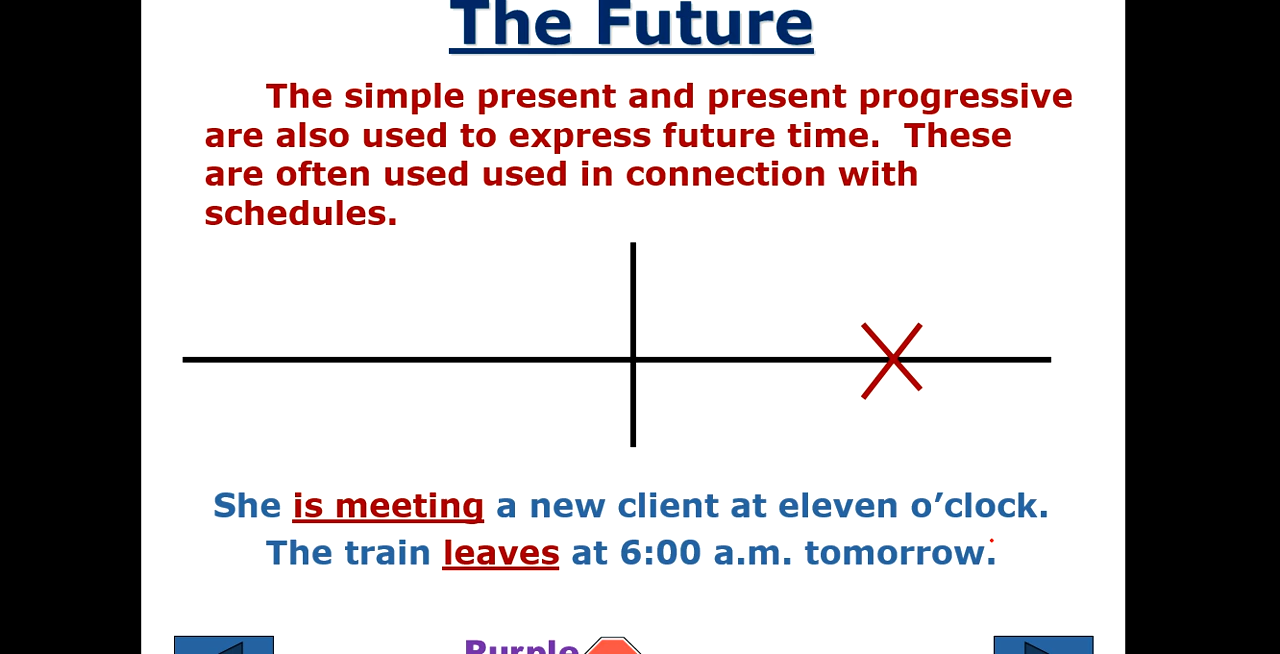 The Future
The simple present and present progressive
are also used to express future time.  These
are often used used in connection with
schedules.
She is meeting a new client at eleven o’clock.
The train leaves at 6:00 a.m. tomorrow.
Purple